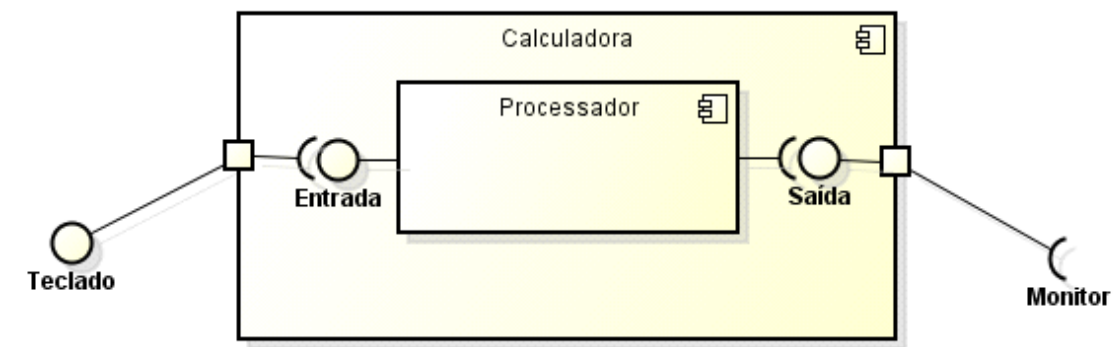 Calculadora
Processador
Entrada
Saída
Teclado
Monitor